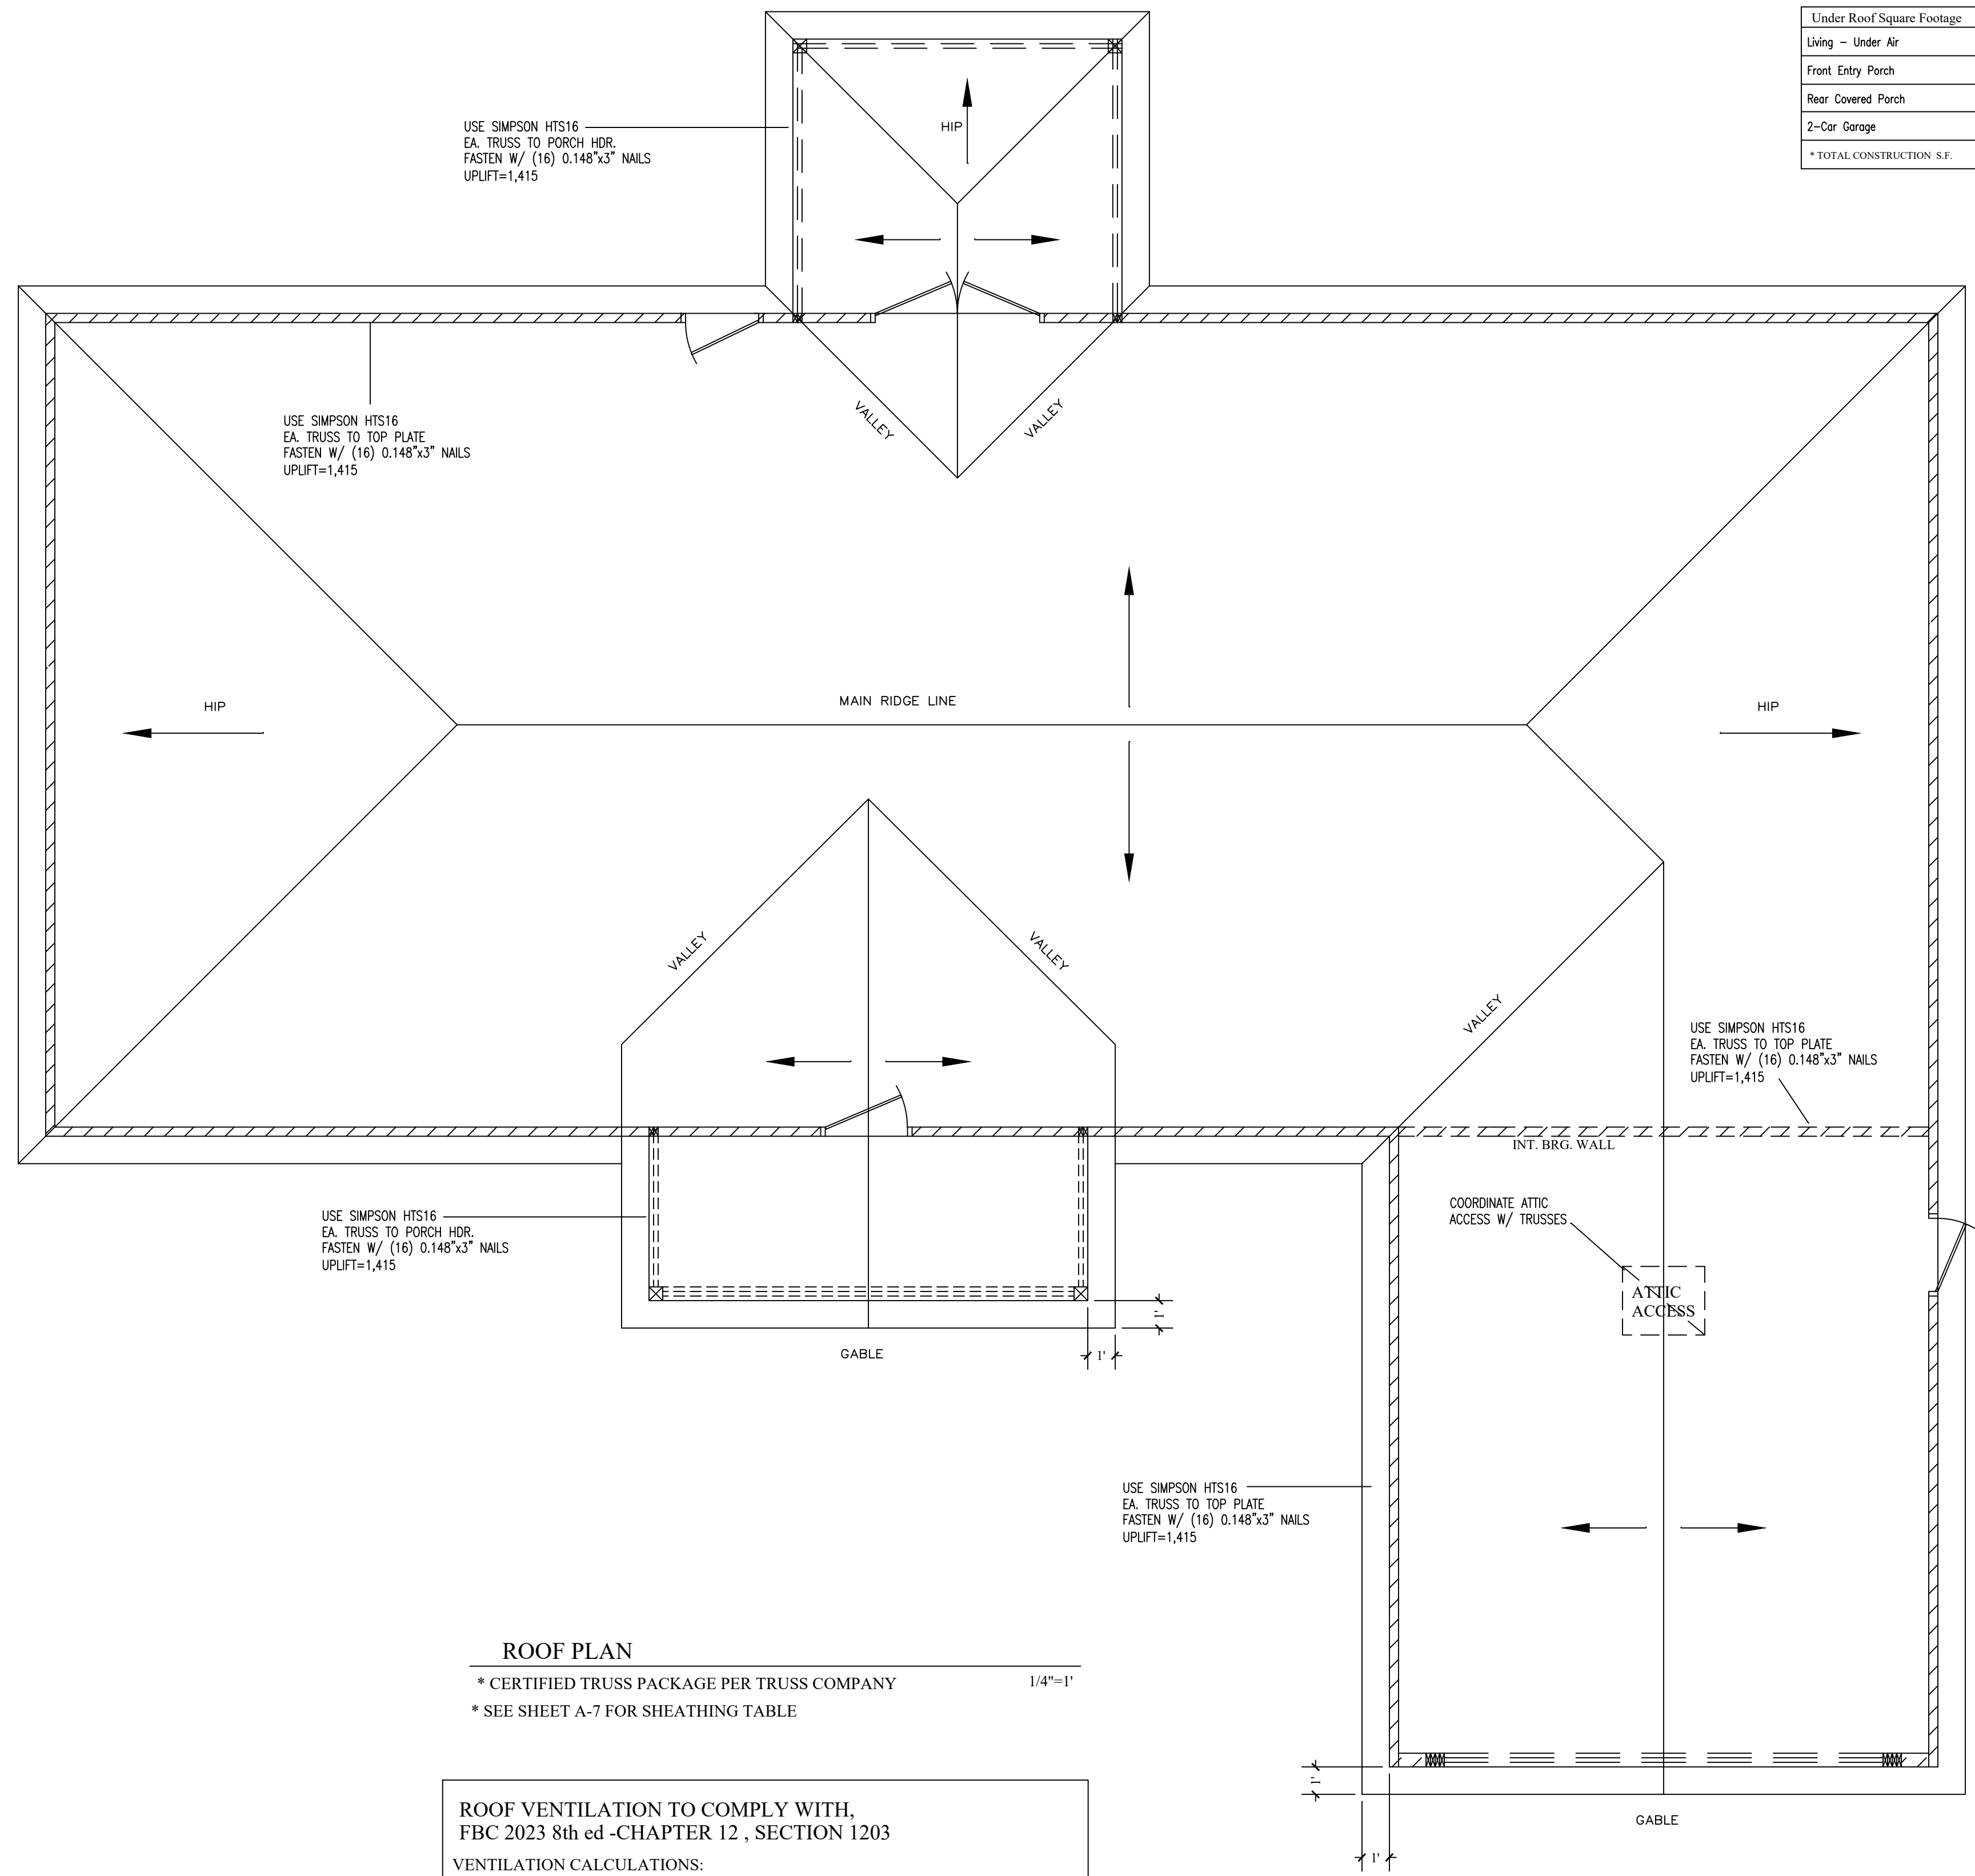 Under Roof Square Footage
Living - Under Air
Front Entry Porch
Rear Covered Porch
2-Car Garage
* TOTAL CONSTRUCTION S.F.
USE SIMPSON HTS16
EA. TRUSS TO PORCH HDR.
FASTEN W/ (16) 0.148"x3" NAILS
UPLIFT=1,415
HIP
USE SIMPSON HTS16
EA. TRUSS TO TOP PLATE
FASTEN W/ (16) 0.148"x3" NAILS
UPLIFT=1,415
VALLEY
VALLEY
HIP
MAIN RIDGE LINE
HIP
VALLEY
VALLEY
VALLEY
USE SIMPSON HTS16
EA. TRUSS TO TOP PLATE
FASTEN W/ (16) 0.148"x3" NAILS
UPLIFT=1,415
INT. BRG. WALL
USE SIMPSON HTS16
EA. TRUSS TO PORCH HDR.
FASTEN W/ (16) 0.148"x3" NAILS
UPLIFT=1,415
COORDINATE ATTIC
ACCESS W/ TRUSSES
ATTIC
ACCESS
1'
1'
GABLE
USE SIMPSON HTS16
EA. TRUSS TO TOP PLATE
FASTEN W/ (16) 0.148"x3" NAILS
UPLIFT=1,415
ROOF PLAN
* CERTIFIED TRUSS PACKAGE PER TRUSS COMPANY 1/4"=1'
* SEE SHEET A-7 FOR SHEATHING TABLE
1'
GABLE
1'
ROOF VENTILATION TO COMPLY WITH,
FBC 2023 8th ed -CHAPTER 12 , SECTION 1203
VENTILATION CALCULATIONS: